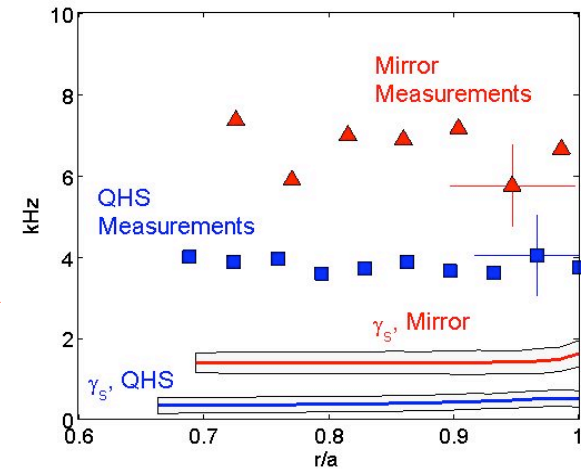 10
8
6
4
2
0
kHz
Mirror
Measurements
QHS
Measurements
γs, Mirror
γs, QHS
0.6
0.7
0.8
0.9
1
r/a